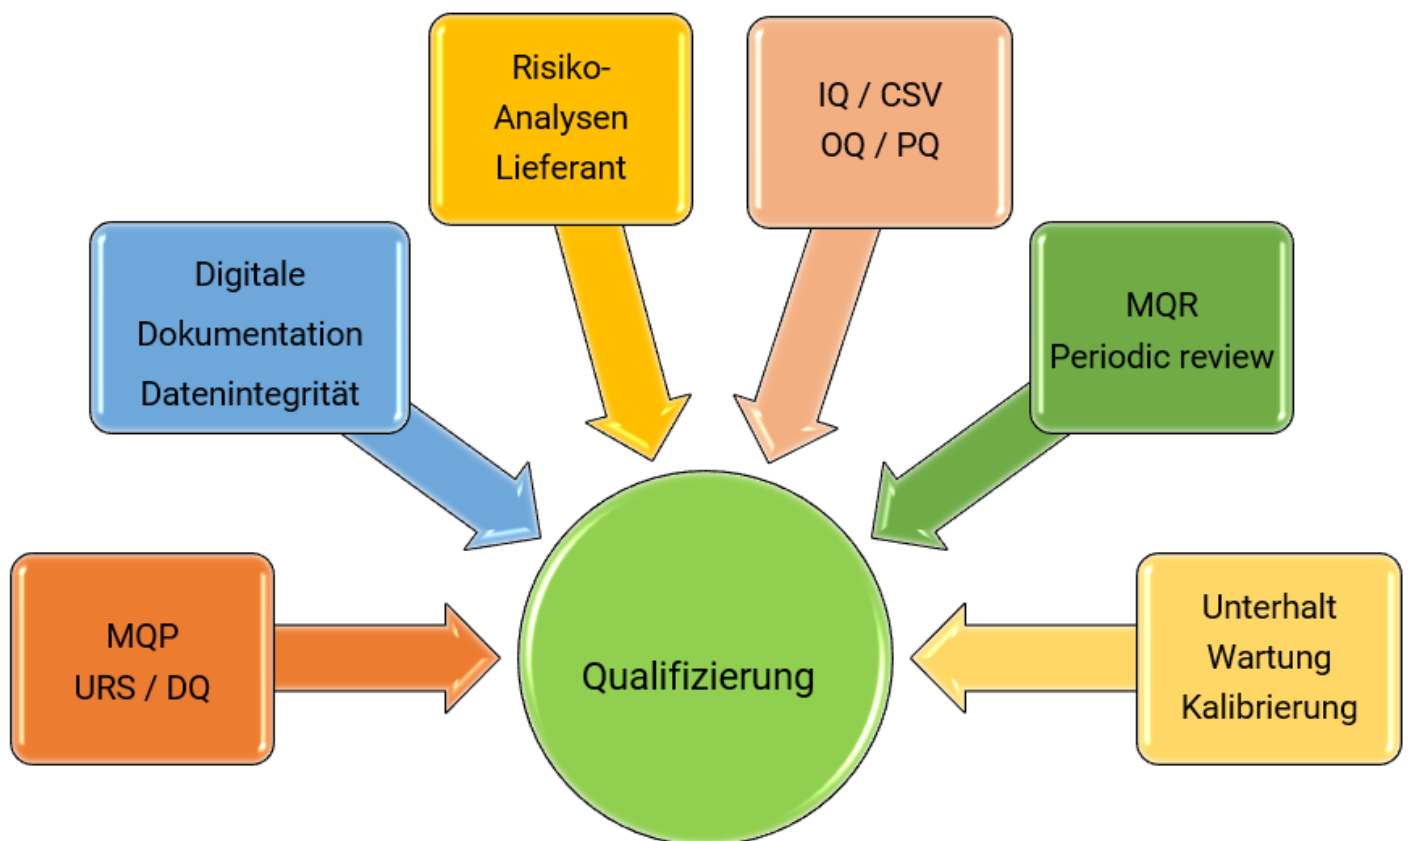 MQP
URS / DQ
Digitale
Dokumentation
Datenintegrität
Risiko-
Analysen
Lieferant
IQ / CSV
OQ / PQ
MQR
Periodic review
Unterhalt
Wartung
Kalibrierung
Qualifizierung